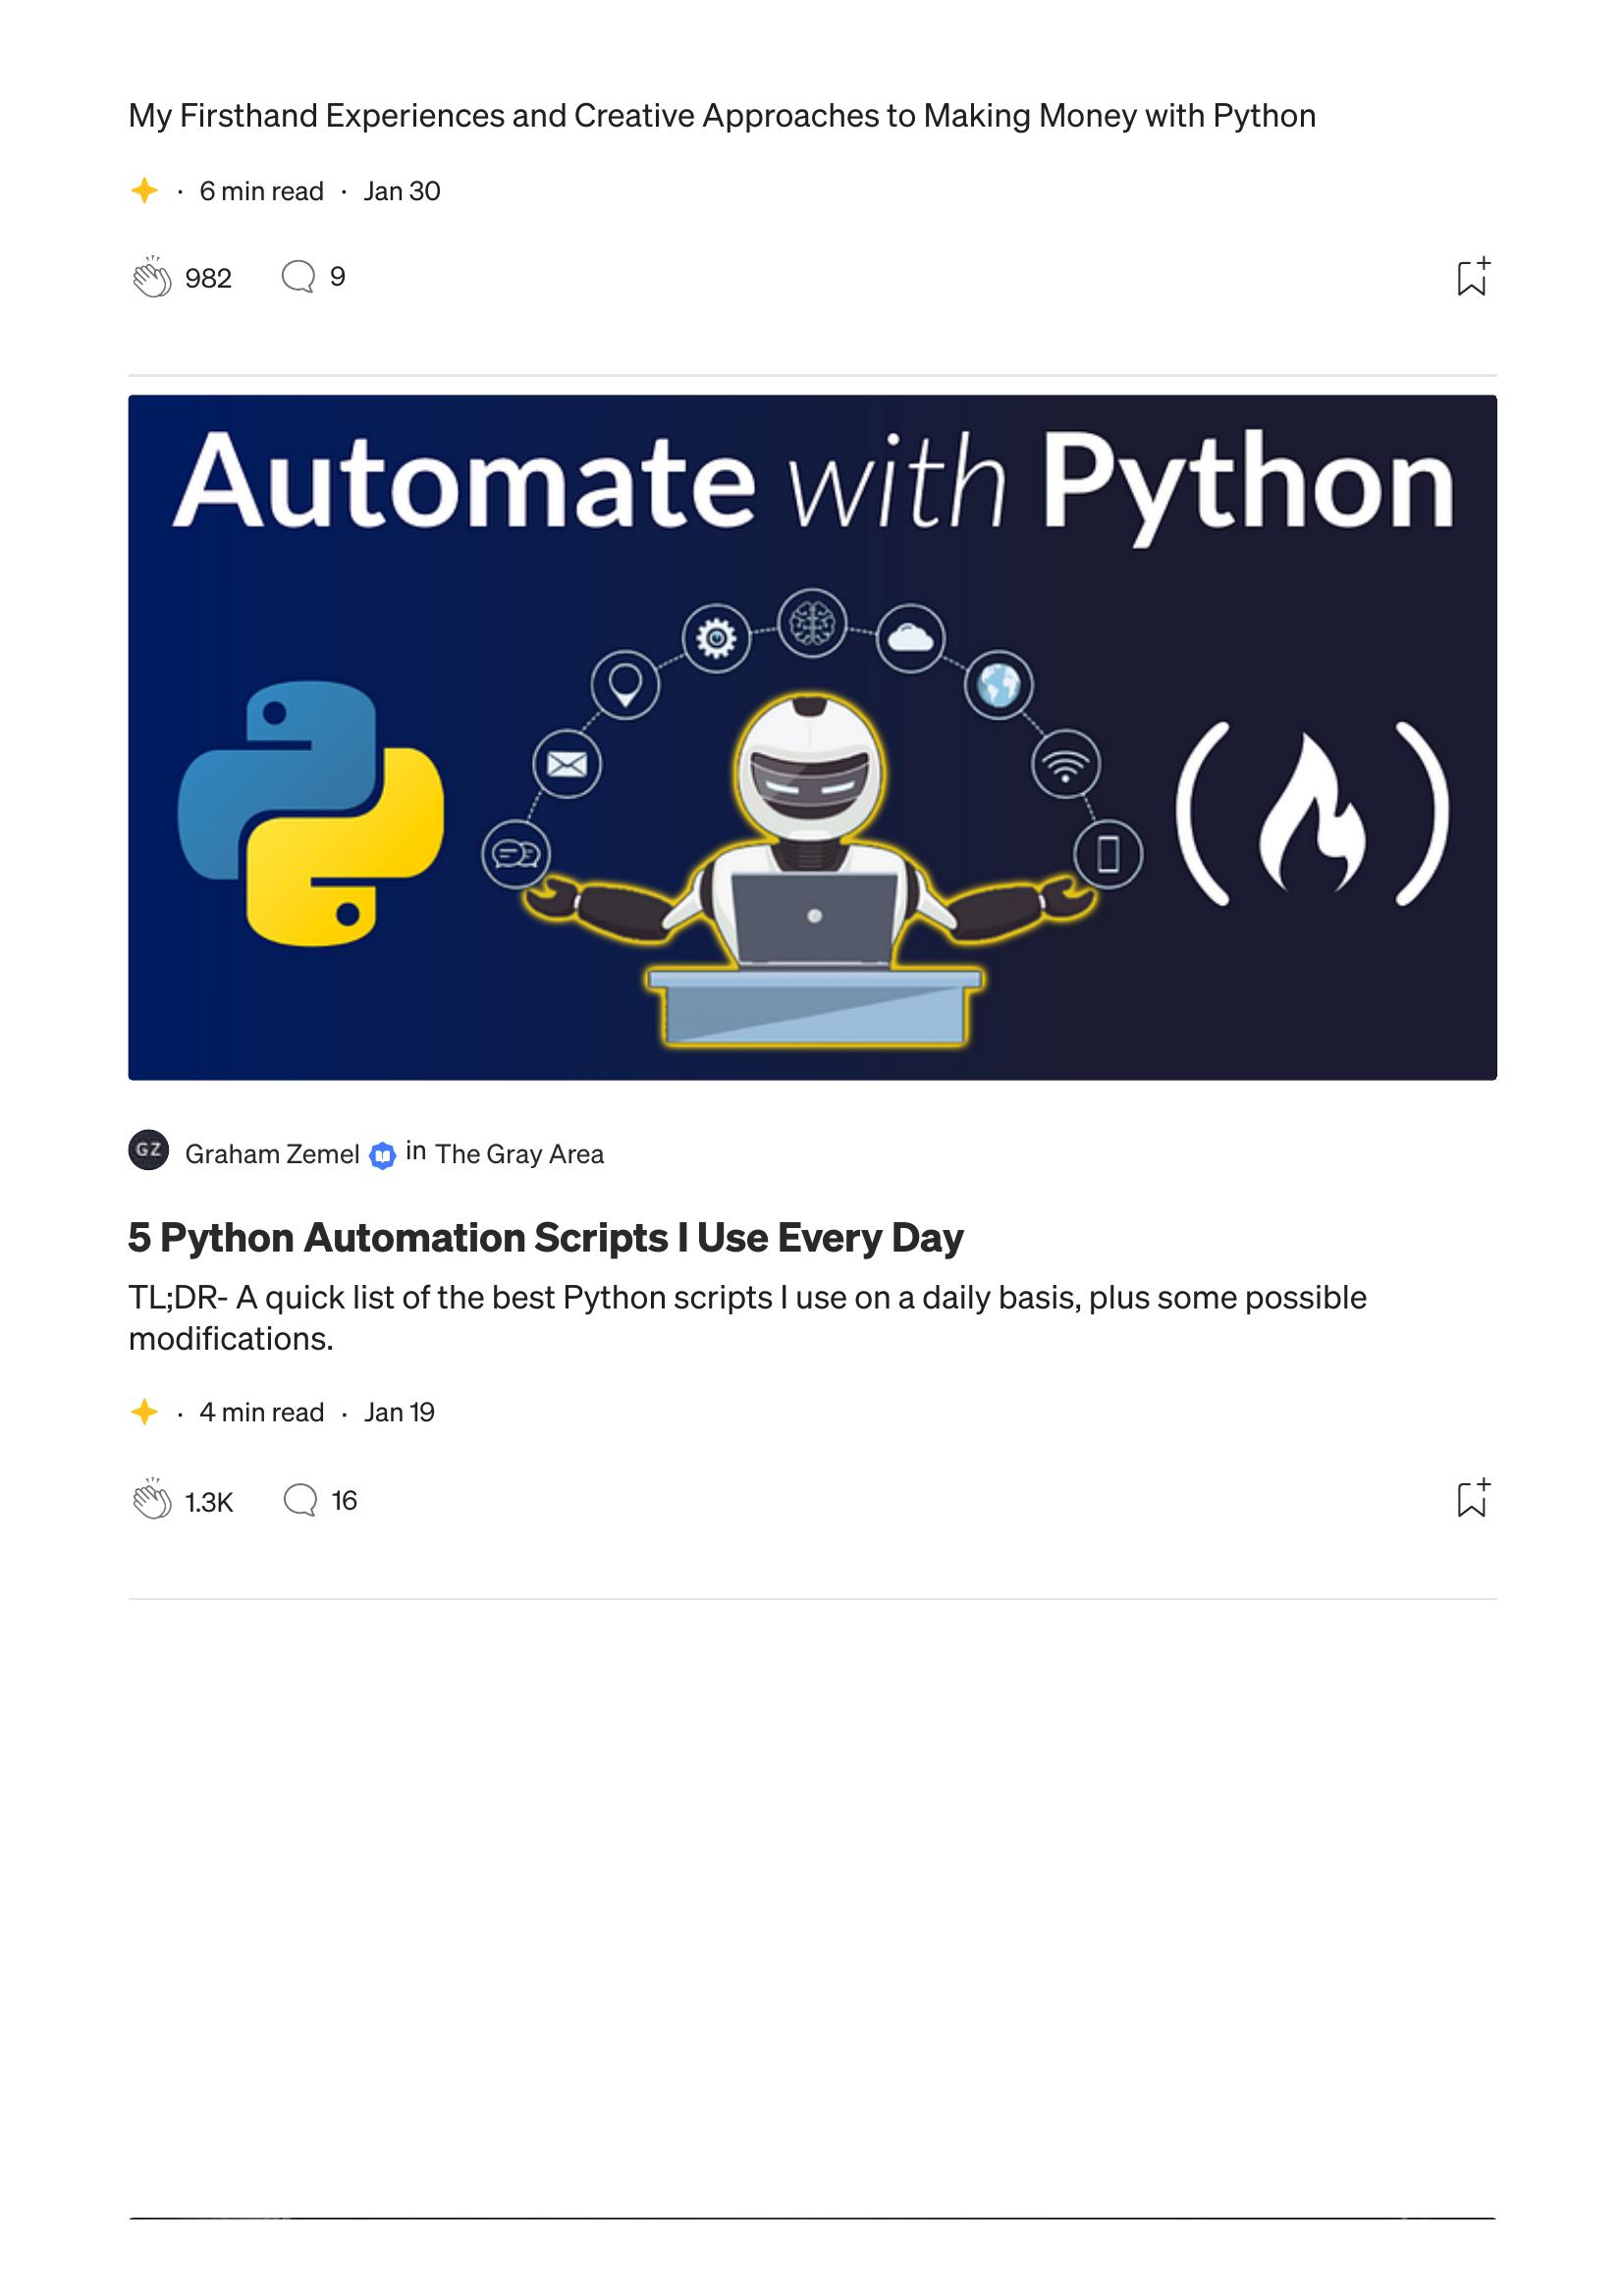 My Firsthand Experiences and Creative Approaches to Making Money with Python
· 6 min read · Jan 30
982 9
Automate with Python
GZ Graham Zemel in The Gray Area
5 Python Automation Scripts I Use Every Day
TL;DR- A quick list of the best Python scripts I use on a daily basis, plus some possible
modifications.
· 4 min read · Jan 19
1.3K 16